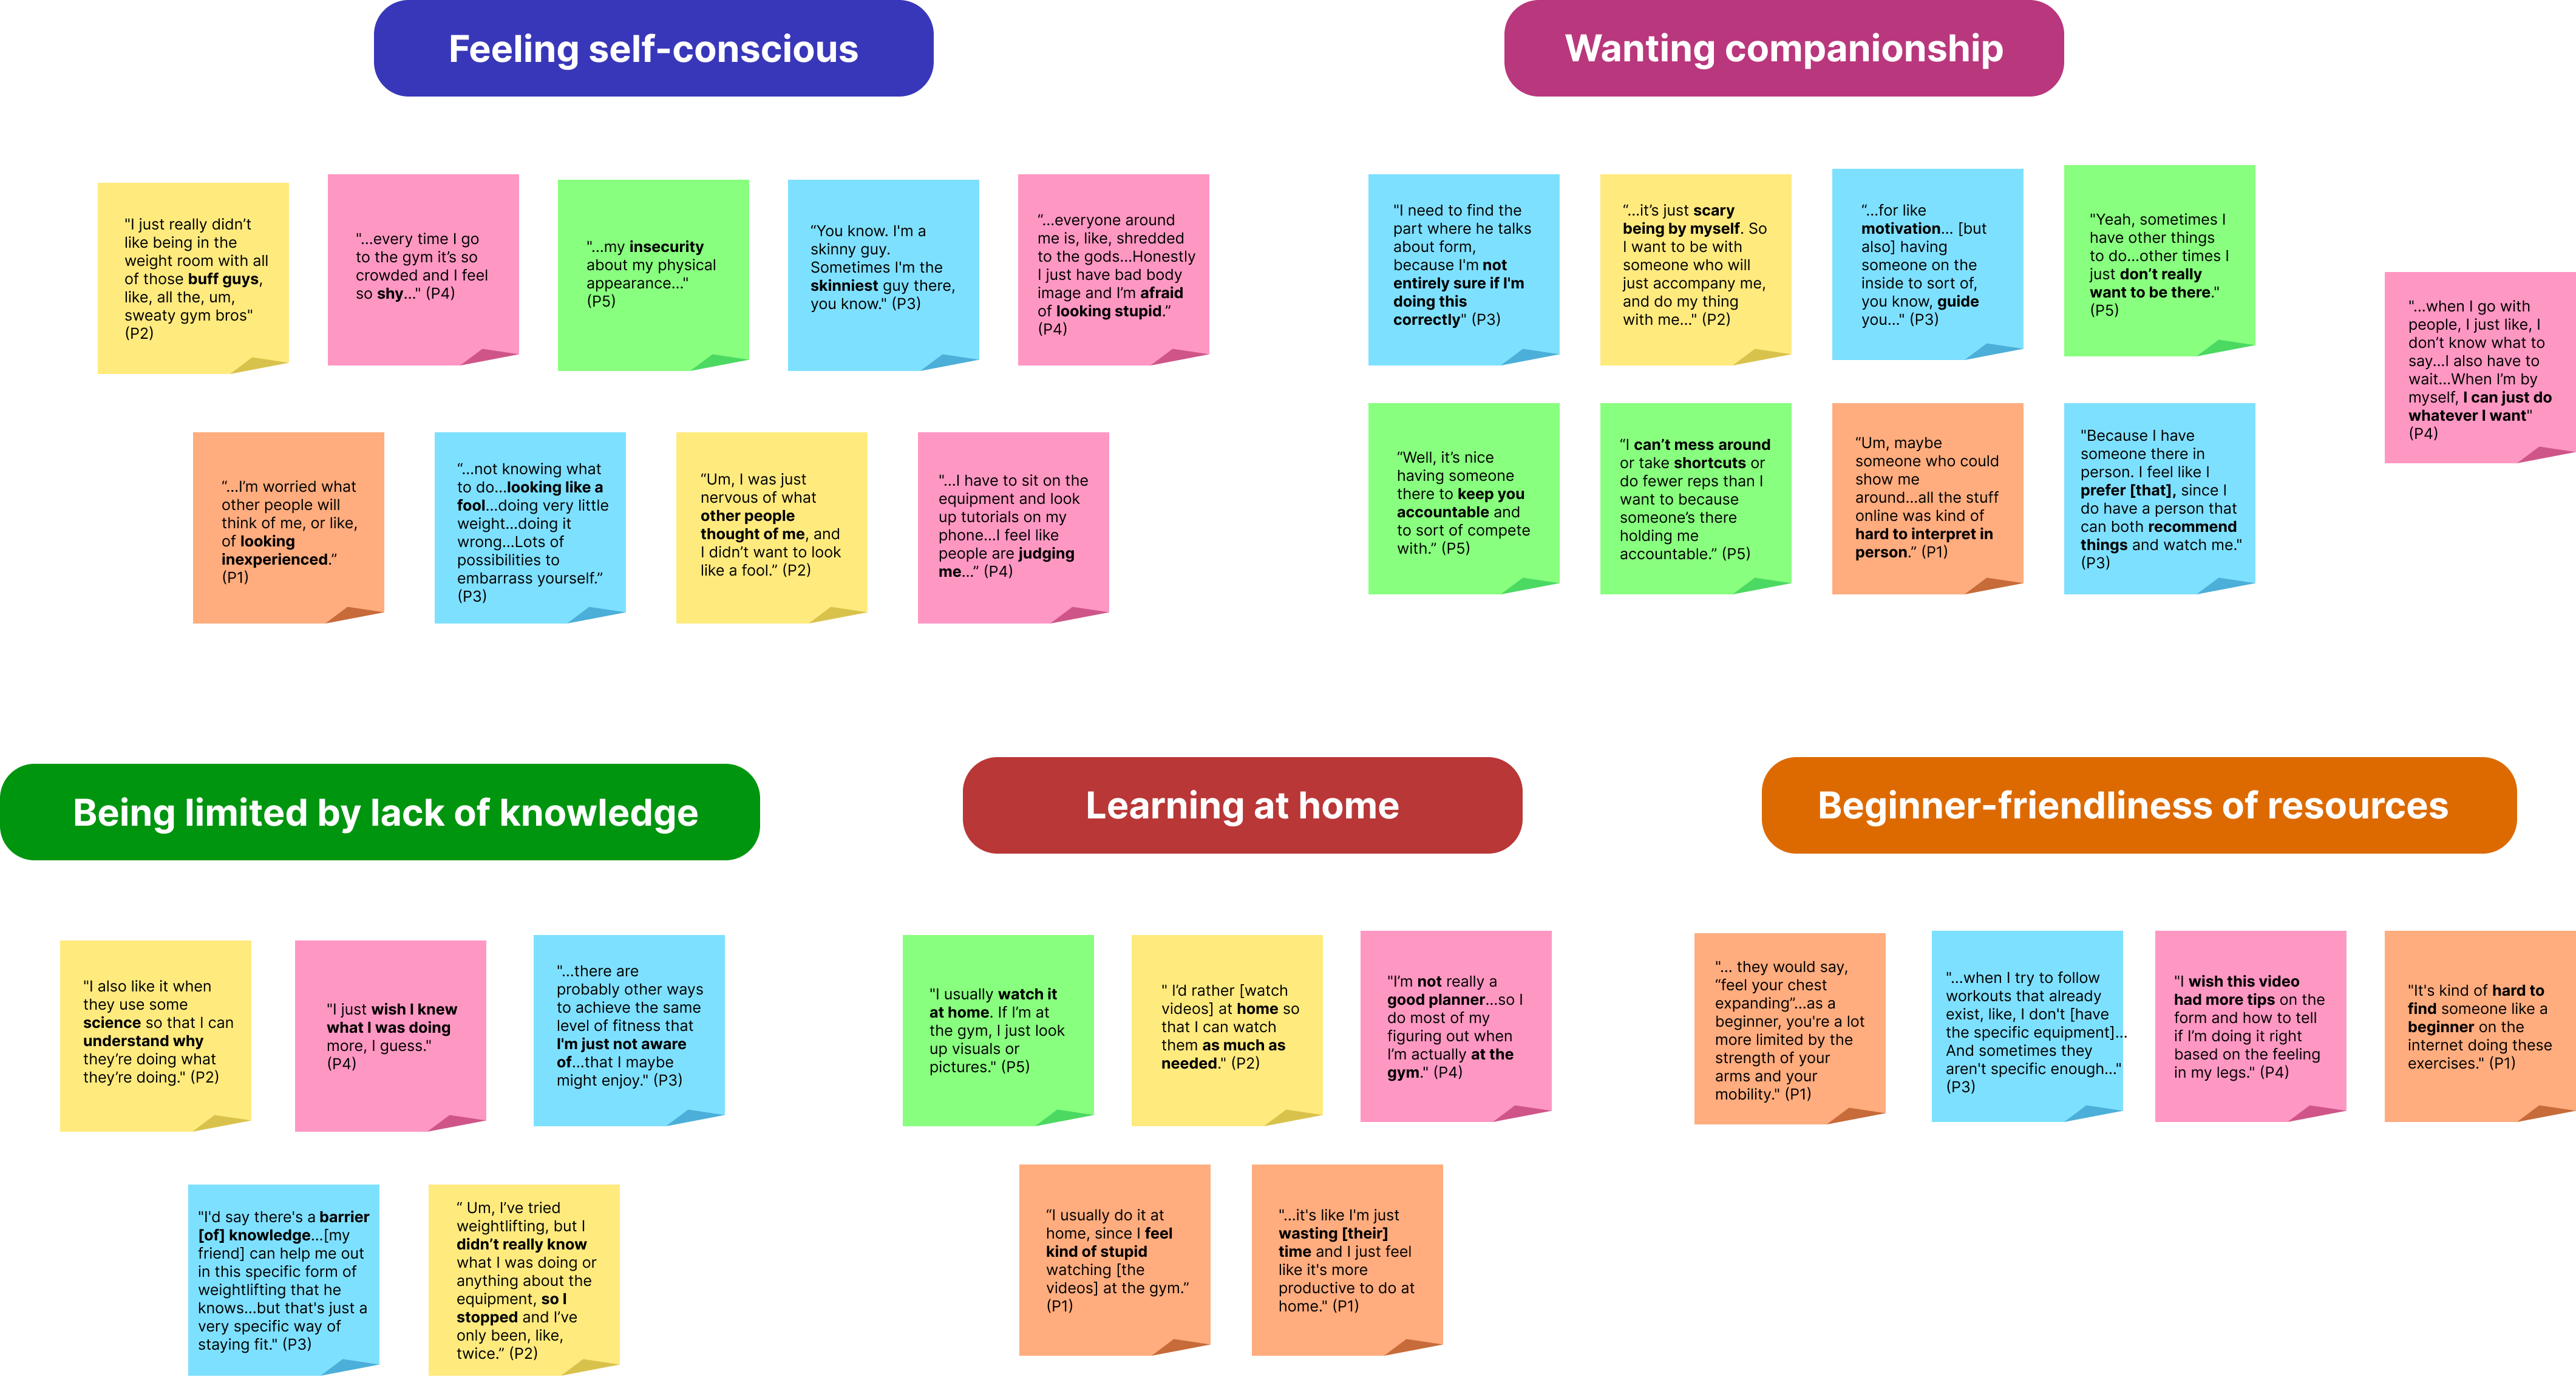 Feeling self-conscious
"I just really didn’t
like being in the
weight room with all
of those buff guys,
like, all the, um,
sweaty gym bros"
(P2)
"...every time I go
to the gym it’s so
crowded and I feel
so shy..." (P4)
"...my insecurity
about my physical
appearance..."
(P5)
“You know. I'm a
skinny guy.
Sometimes I'm the
skinniest guy there,
you know." (P3)
“...everyone around
me is, like, shredded
to the gods...Honestly
I just have bad body
image and I’m afraid
of looking stupid.”
(P4)
“...I’m worried what
other people will
think of me, or like,
of looking
inexperienced.”
(P1)
“...not knowing what
to do...looking like a
fool...doing very little
weight...doing it
wrong...Lots of
possibilities to
embarrass yourself.”
(P3)
“Um, I was just
nervous of what
other people
thought of me, and
I didn’t want to look
like a fool.” (P2)
"...I have to sit on the
equipment and look
up tutorials on my
phone...I feel like
people are judging
me...” (P4)
Wanting companionship
"I need to find the
part where he talks
about form,
because I'm not
entirely sure if I'm
doing this
correctly" (P3)
“...it’s just scary
being by myself. So
I want to be with
someone who will
just accompany me,
and do my thing
with me..." (P2)
“...for like
motivation... [but
also] having
someone on the
inside to sort of,
you know, guide
you..." (P3)
"Yeah, sometimes I
have other things
to do...other times I
just don’t really
want to be there."
(P5)
"...when I go with
people, I just like, I
don’t know what to
say...I also have to
wait...When I’m by
myself, I can just do
whatever I want"
(P4)
“Well, it’s nice
having someone
there to keep you
accountable and
to sort of compete
with.” (P5)
“I can’t mess around
or take shortcuts or
do fewer reps than I
want to because
someone’s there
holding me
accountable.” (P5)
“Um, maybe
someone who could
show me
around...all the stuff
online was kind of
hard to interpret in
person.” (P1)
"Because I have
someone there in
person. I feel like I
prefer [that], since I
do have a person that
can both recommend
things and watch me."
(P3)
Being limited by lack of knowledge
"I also like it when
they use some
science so that I can
understand why
they’re doing what
they’re doing." (P2)
"I just wish I knew
what I was doing
more, I guess."
(P4)
"...there are
probably other ways
to achieve the same
level of fitness that
I'm just not aware
of...that I maybe
might enjoy." (P3)
"I'd say there's a barrier
[of] knowledge...[my
friend] can help me out
in this specific form of
weightlifting that he
knows...but that's just a
very specific way of
staying fit." (P3)
“ Um, I’ve tried
weightlifting, but I
didn’t really know
what I was doing or
anything about the
equipment, so I
stopped and I’ve
only been, like,
twice.” (P2)
Learning at home
"I usually watch it
at home. If I’m at
the gym, I just look
up visuals or
pictures." (P5)
" I’d rather [watch
videos] at home so
that I can watch
them as much as
needed." (P2)
"I’m not really a
good planner...so I
do most of my
figuring out when
I’m actually at the
gym." (P4)
“I usually do it at
home, since I feel
kind of stupid
watching [the
videos] at the gym.”
(P1)
"...it's like I'm just
wasting [their]
time and I just feel
like it's more
productive to do at
home." (P1)
Beginner-friendliness of resources
"... they would say,
“feel your chest
expanding”...as a
beginner, you're a lot
more limited by the
strength of your
arms and your
mobility." (P1)
"...when I try to follow
workouts that already
exist, like, I don't [have
the specific equipment]...
And sometimes they
aren't specific enough..."
(P3)
"I wish this video
had more tips on the
form and how to tell
if I’m doing it right
based on the feeling
in my legs." (P4)
"It's kind of hard to
find someone like a
beginner on the
internet doing these
exercises." (P1)